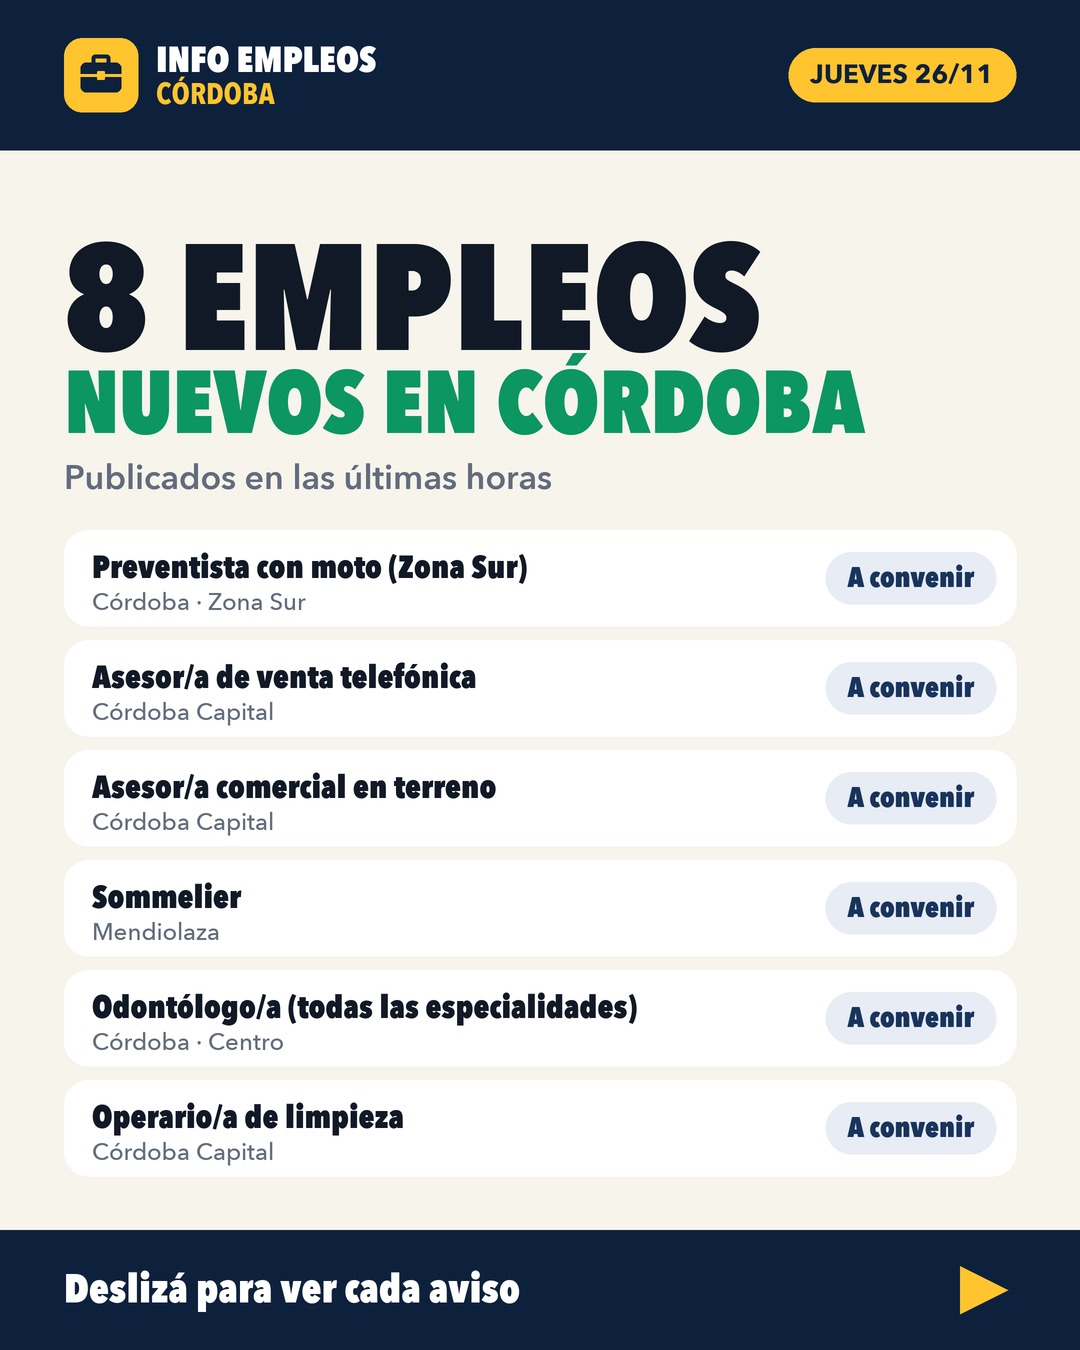 INFO EMPLEOS
CÓRDOBA
JUEVES 26/11
8 EMPLEOS
NUEVOS EN CÓRDOBA
Publicados en las últimas horas
Preventista con moto (Zona Sur)
Córdoba · Zona Sur
A convenir
Asesor/a de venta telefónica
Córdoba Capital
A convenir
Asesor/a comercial en terreno
Córdoba Capital
A convenir
Sommelier
Mendiolaza
A convenir
Odontólogo/a (todas las especialidades)
Córdoba · Centro
A convenir
Operario/a de limpieza
Córdoba Capital
A convenir
Deslizá para ver cada aviso